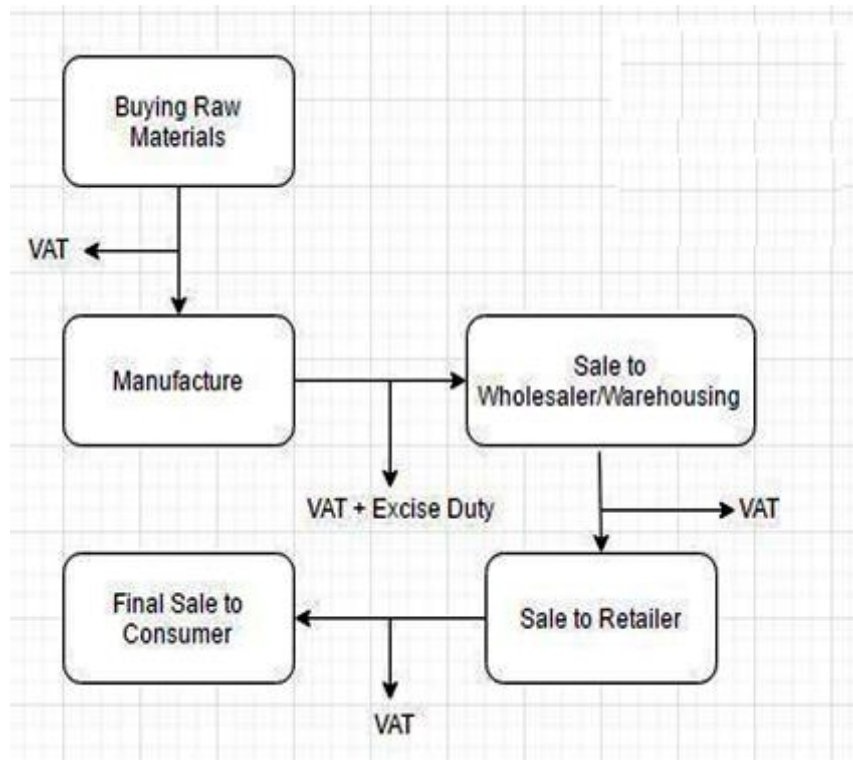 Buying Raw
Materials
VAT
Manufacture
Sale to
Wholesaler/Warehousing
VAT + Excise Duty
VAT
Sale to Retailer
Final Sale to
Consumer
VAT